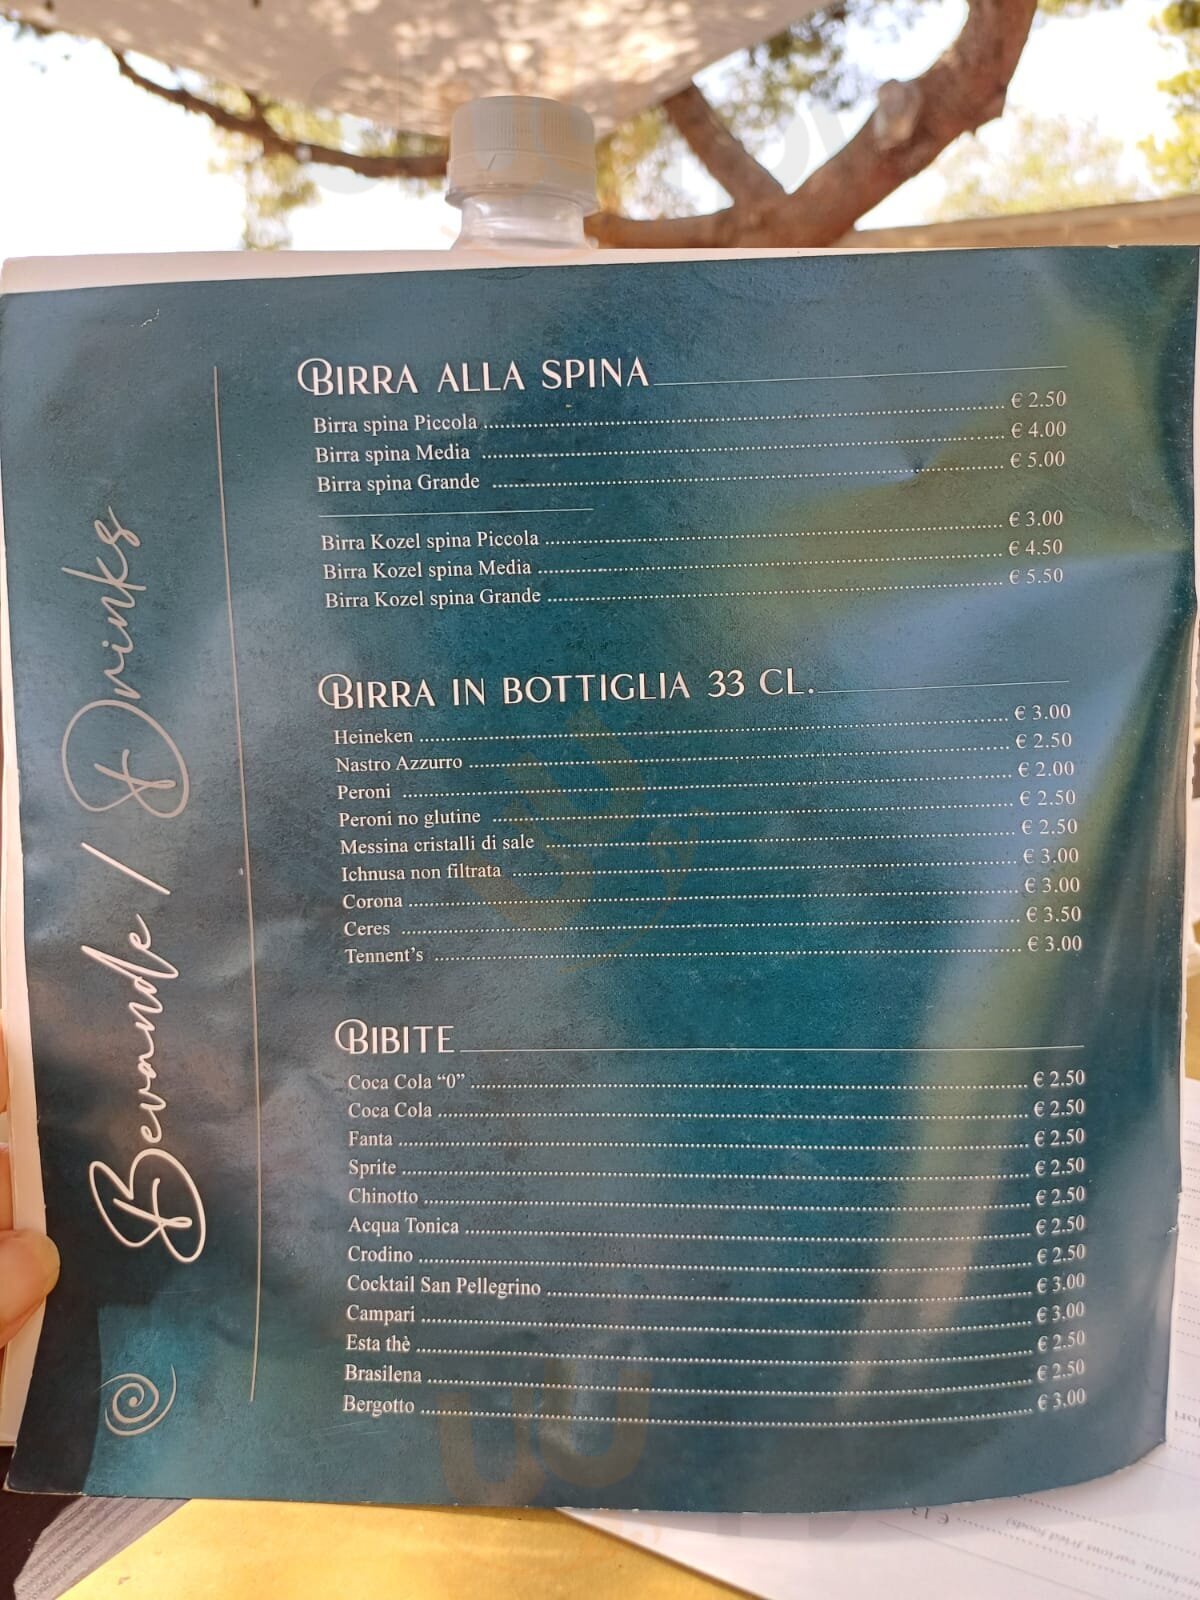 Bevande / Drinks
BIRRA ALLA SPINA
Birra spina Piccola € 2.50
Birra spina Media € 4.00
Birra spina Grande € 5.00
Birra Kozel spina Piccola € 3.00
Birra Kozel spina Media € 4.50
Birra Kozel spina Grande € 5.50
BIRRA IN BOTTIGLIA 33 CL.
Heineken € 3.00
Nastro Azzurro € 2.50
Peroni € 2.00
Peroni no glutine € 2.50
Messina cristalli di sale € 2.50
Ichnusa non filtrata € 3.00
Corona € 3.00
Ceres € 3.50
Tennent's € 3.00
BIBITE
Coca Cola “0” € 2.50
Coca Cola € 2.50
Fanta € 2.50
Sprite € 2.50
Chinotto € 2.50
Acqua Tonica € 2.50
Crodino € 2.50
Cocktail San Pellegrino € 3.00
Campari € 3.00
Esta thè € 2.50
Brasilena € 2.50
Bergotto € 3.00
various fried foods)